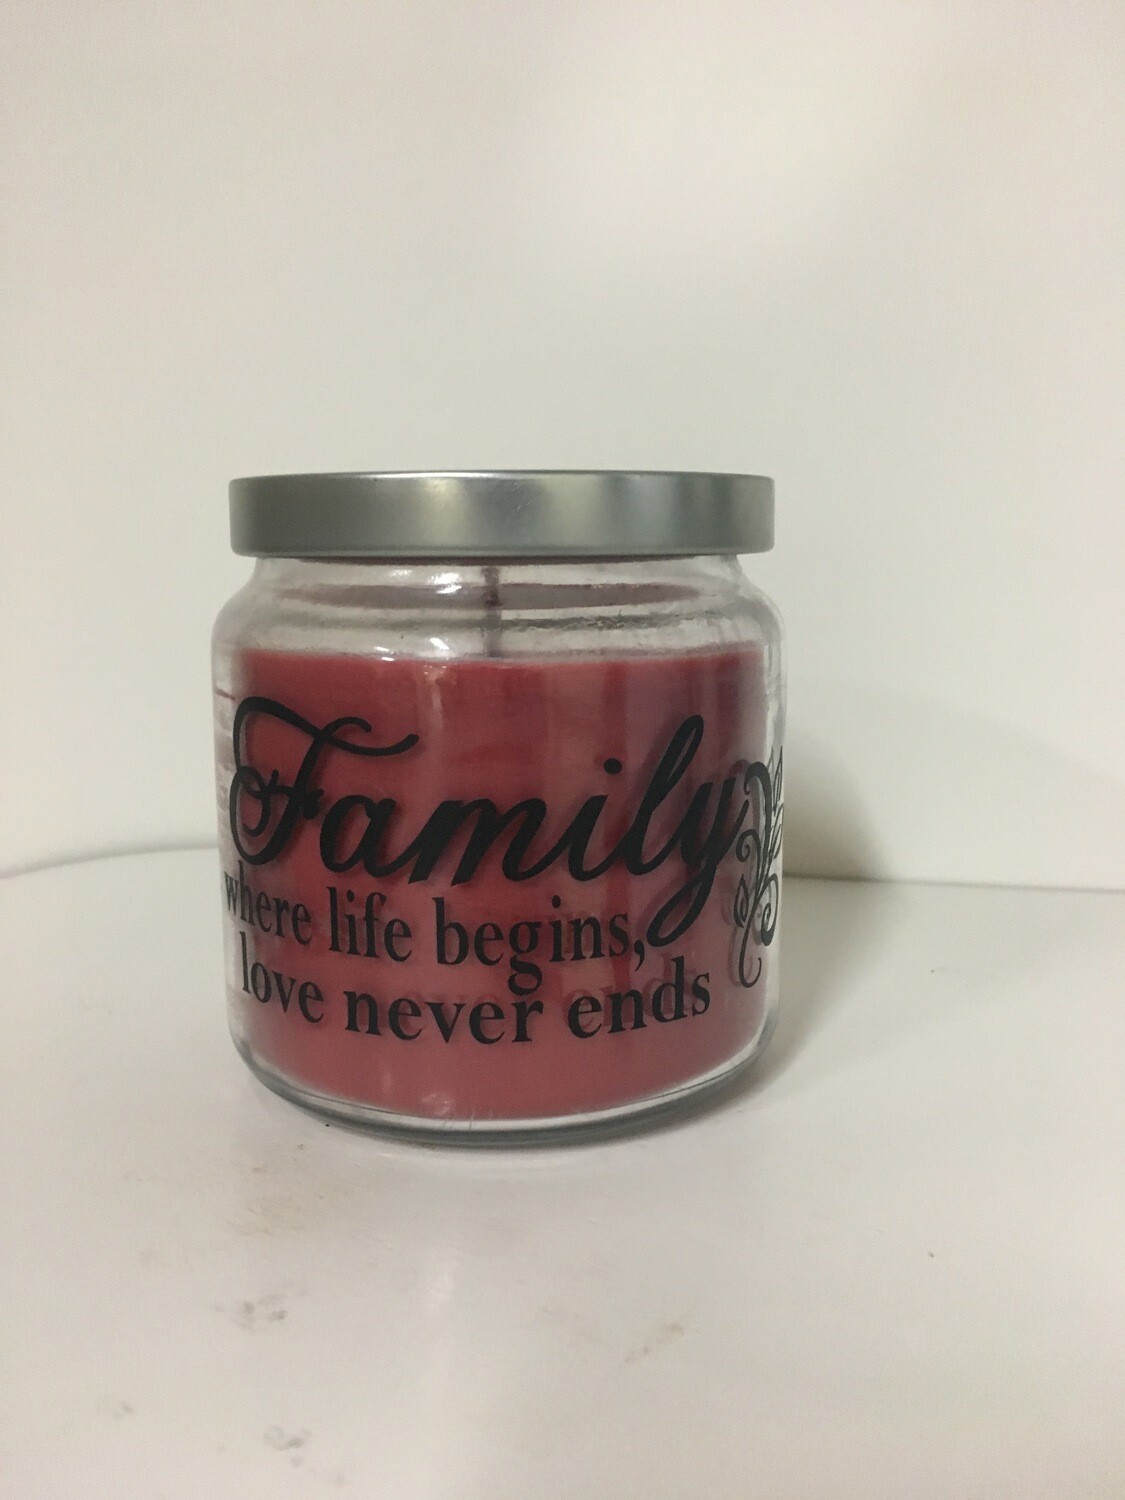 Family
where life begins,
love never ends